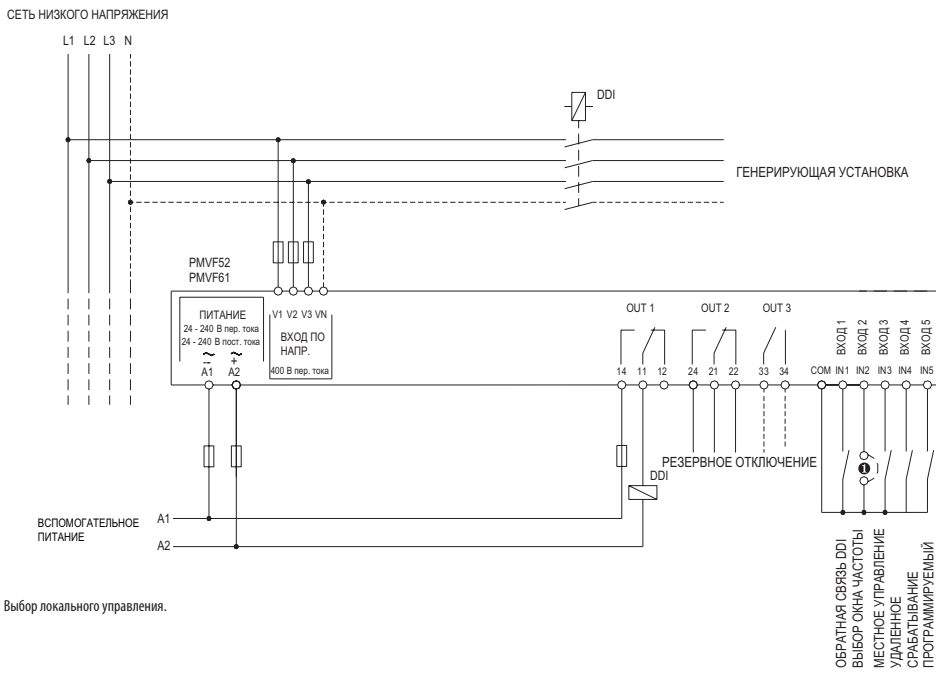 СЕТЬ НИЗКОГО НАПРЯЖЕНИЯ
L1 L2 L3 N
DDI
ГЕНЕРИРУЮЩАЯ УСТАНОВКА
PMVF52
PMVF61
ПИТАНИЕ
24 - 240 В пер. тока
24 - 240 В пост. тока
~ ~
– +
A1 A2
V1 V2 V3 VN
ВХОД ПО
НАПР.
400 В пер. тока
OUT 1
OUT 2
OUT 3
14 11 12
24 21 22
33 34
ВХОД 1
ВХОД 2
ВХОД 3
ВХОД 4
ВХОД 5
COM IN1 IN2 IN3 IN4 IN5
РЕЗЕРВНОЕ ОТКЛЮЧЕНИЕ
DDI
❶
ВСПОМОГАТЕЛЬНОЕ
ПИТАНИЕ
A1
A2
ОБРАТНАЯ СВЯЗЬ DDI
ВЫБОР ОКНА ЧАСТОТЫ
МЕСТНОЕ УПРАВЛЕНИЕ
УДАЛЕННОЕ
СРАБАТЫВАНИЕ
ПРОГРАММИРУЕМЫЙ
Выбор локального управления.